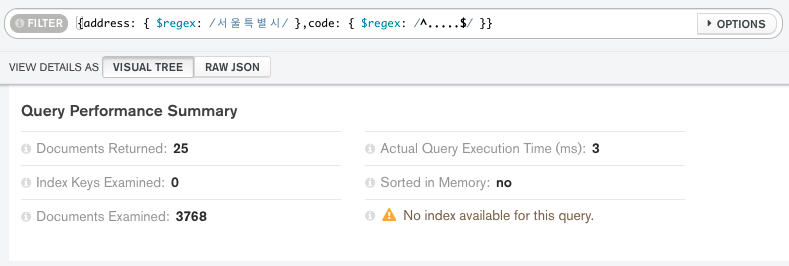 FILTER {address: { $regex: /서울특별시/ },code: { $regex: /^.....$/ }} OPTIONS
VIEW DETAILS AS VISUAL TREE RAW JSON
Query Performance Summary
Documents Returned: 25
Actual Query Execution Time (ms): 3
Index Keys Examined: 0
Sorted in Memory: no
Documents Examined: 3768
No index available for this query.